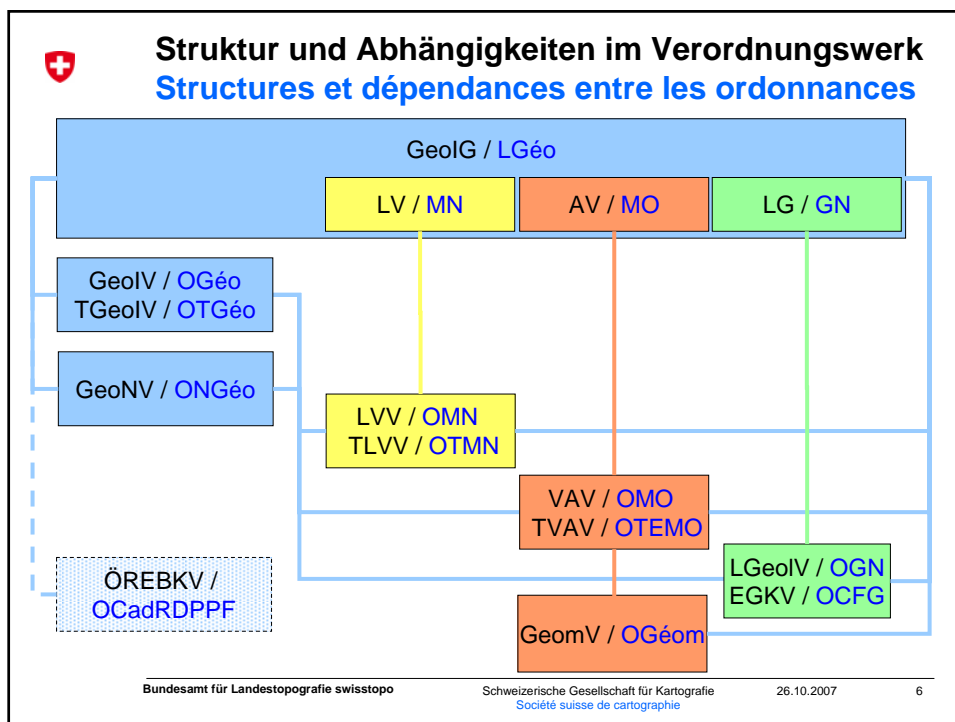 Struktur und Abhängigkeiten im Verordnungswerk
Structures et dépendances entre les ordonnances
GeoIG / LGéo
LV / MN
AV / MO
LG / GN
GeoIV / OGéo
TGeoIV / OTGéo
GeoNV / ONGéo
LVV / OMN
TLVV / OTMN
VAV / OMO
TVAV / OTEMO
LGeoIV / OGN
EGKV / OCFG
ÖREBKV /
OCadRDPPF
GeomV / OGéom
Bundesamt für Landestopografie swisstopo
Schweizerische Gesellschaft für Kartografie
Société suisse de cartographie
26.10.2007
6